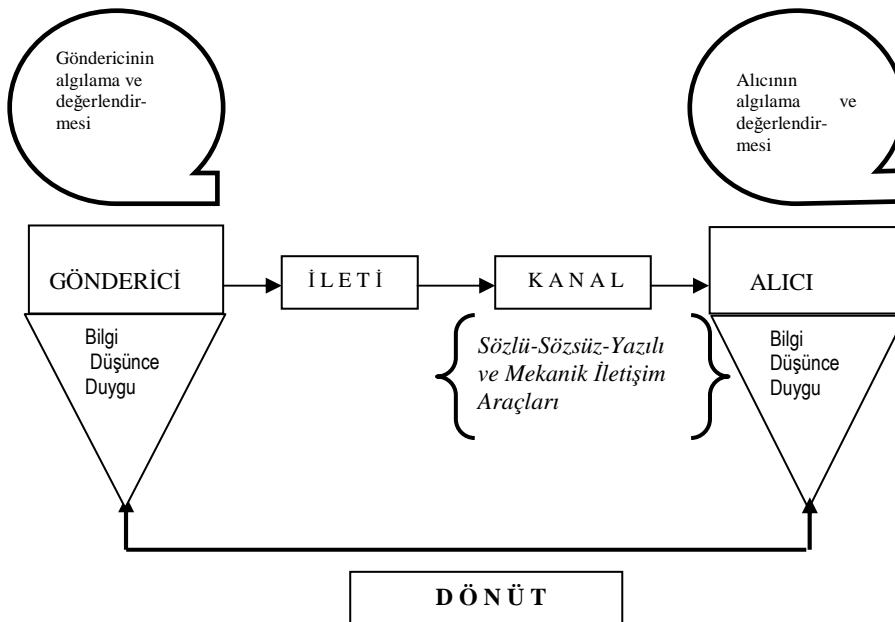 Göndericinin
algılama ve
değerlendir-
mesi
Alıcının
algılama ve
değerlendir-
mesi
GÖNDERİCİ
İ L E T İ
K A N A L
ALICI
Bilgi
Düşünce
Duygu
Sözlü-Sözsüz-Yazılı
ve Mekanik İletişim
Araçları
Bilgi
Düşünce
Duygu
D Ö N Ü T